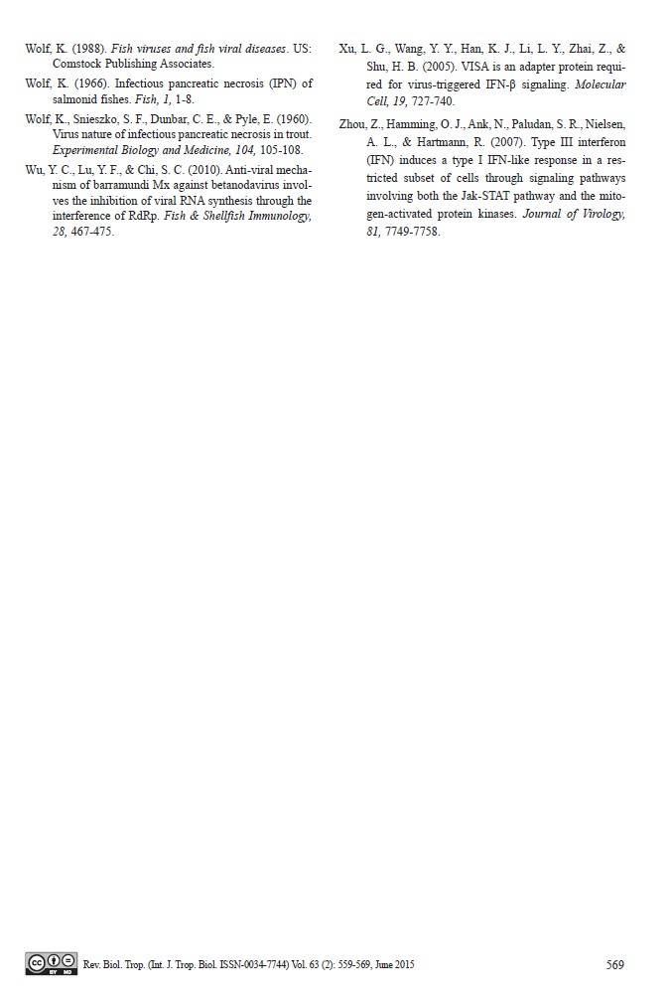 Wolf, K. (1988). Fish viruses and fish viral diseases. US:
Comstock Publishing Associates.
Wolf, K. (1966). Infectious pancreatic necrosis (IPN) of
salmonid fishes. Fish, 1, 1-8.
Wolf, K., Snieszko, S. F., Dunbar, C. E., & Pyle, E. (1960).
Virus nature of infectious pancreatic necrosis in trout.
Experimental Biology and Medicine, 104, 105-108.
Wu, Y. C., Lu, Y. F., & Chi, S. C. (2010). Anti-viral mecha-
nism of barramundi Mx against betanodavirus invol-
ves the inhibition of viral RNA synthesis through the
interference of RdRp. Fish & Shellfish Immunology,
28, 467-475.
Xu, L. G., Wang, Y. Y., Han, K. J., Li, L. Y., Zhai, Z., &
Shu, H. B. (2005). VISA is an adapter protein requi-
red for virus-triggered IFN-β signaling. Molecular
Cell, 19, 727-740.
Zhou, Z., Hamming, O. J., Ank, N., Paludan, S. R., Nielsen,
A. L., & Hartmann, R. (2007). Type III interferon
(IFN) induces a type I IFN-like response in a res-
tricted subset of cells through signaling pathways
involving both the Jak-STAT pathway and the mito-
gen-activated protein kinases. Journal of Virology,
81, 7749-7758.
cc BY ND
Rev. Biol. Trop. (Int. J. Trop. Biol. ISSN-0034-7744) Vol. 63 (2): 559-569, June 2015
569